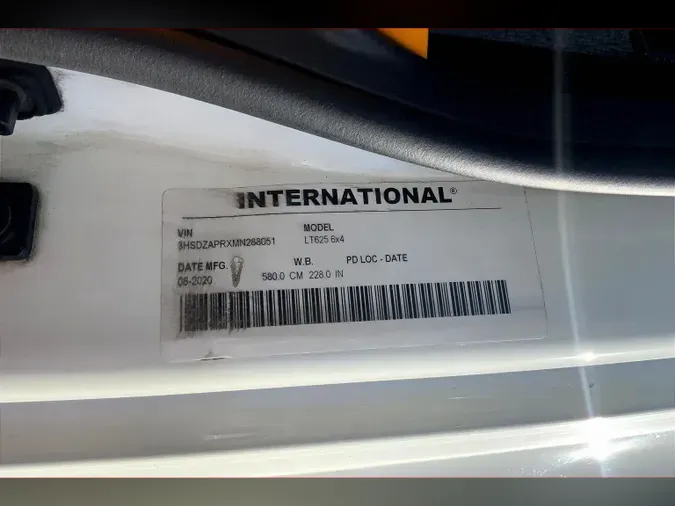 INTERNATIONAL®
VIN MODEL
3HSDZAPRXMN268051 LT625 6x4
DATE MFG. W.B. PD LOC - DATE
08-2020 580.0 CM 228.0 IN